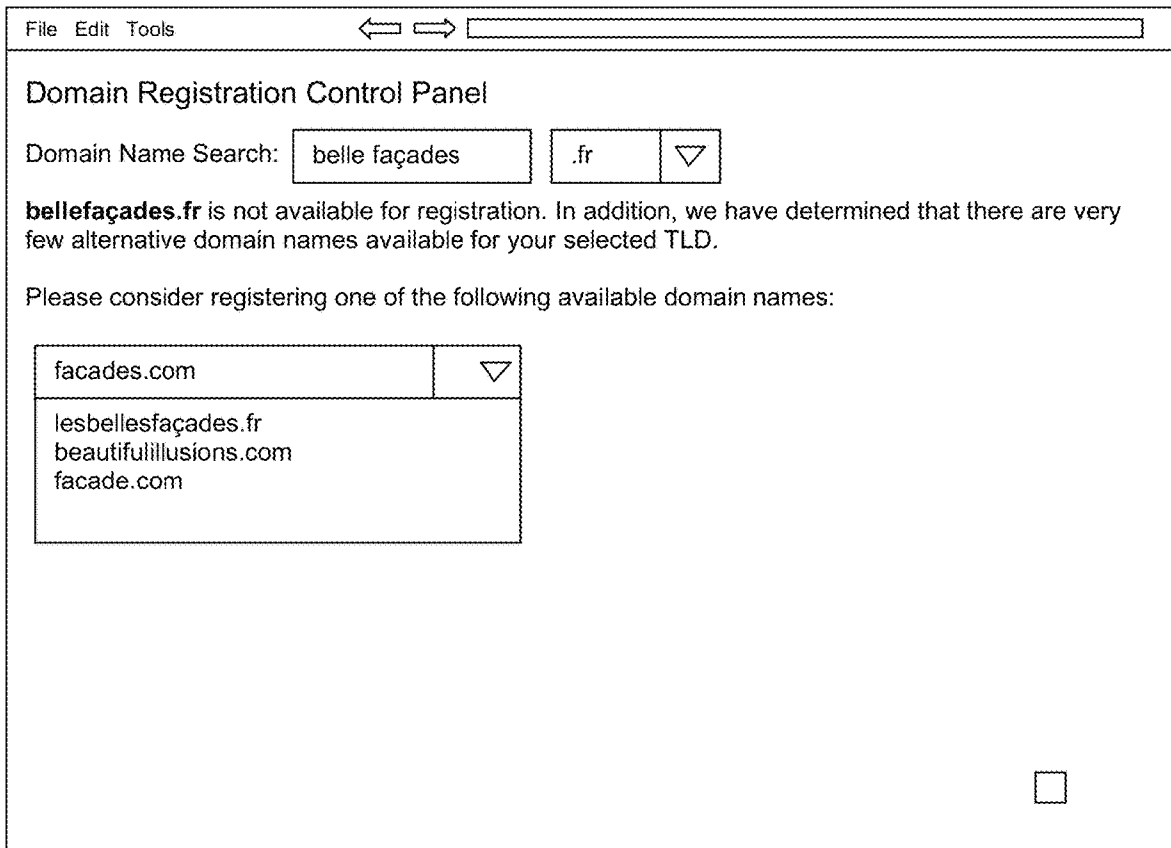 File Edit Tools
Domain Registration Control Panel
Domain Name Search: belle façades .fr
bellefaçades.fr is not available for registration. In addition, we have determined that there are very
few alternative domain names available for your selected TLD.
Please consider registering one of the following available domain names:
facades.com
lesbellesfaçades.fr
beautifulillusions.com
facade.com